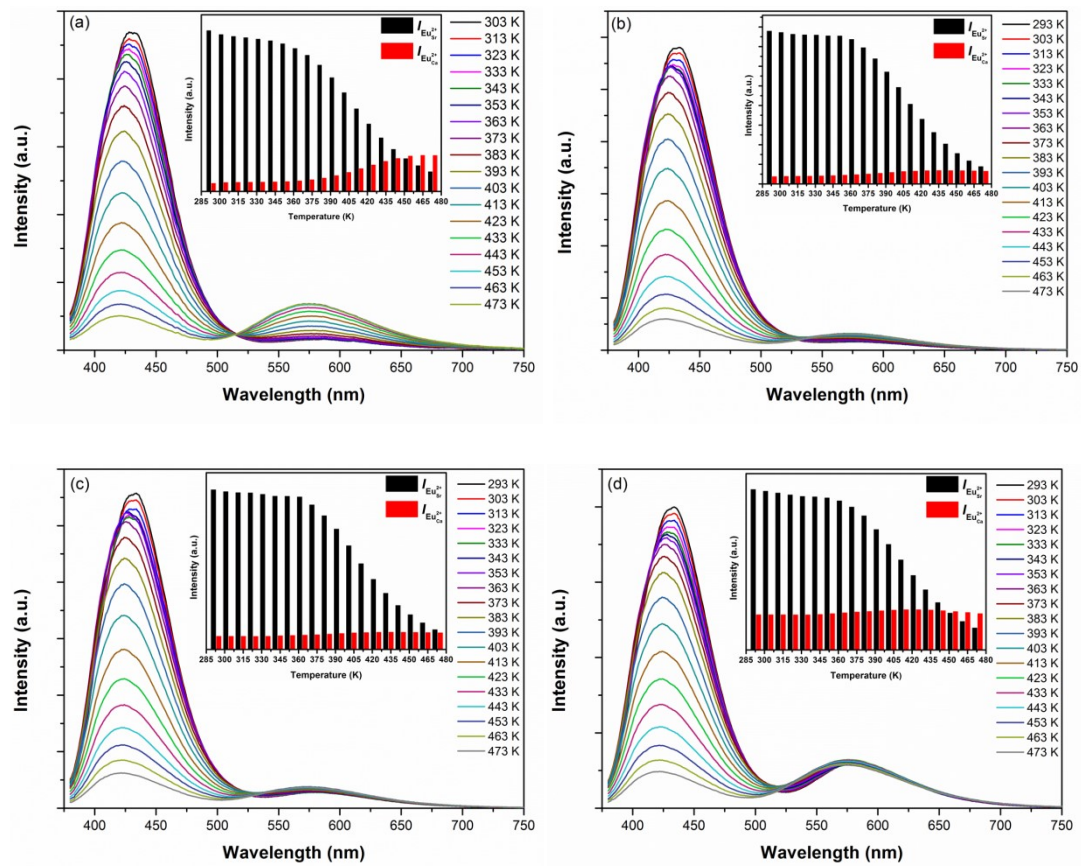 (a)
I Eu2+Sr
I Eu2+Ca
Intensity (a.u.)
285 300 315 330 345 360 375 390 405 420 435 450 465 480
Temperature (K)
303 K
313 K
323 K
333 K
343 K
353 K
363 K
373 K
383 K
393 K
403 K
413 K
423 K
433 K
443 K
453 K
463 K
473 K
Intensity (a.u.)
400 450 500 550 600 650 700 750
Wavelength (nm)
(b)
I Eu2+Sr
I Eu2+Ca
Intensity (a.u.)
285 300 315 330 345 360 375 390 405 420 435 450 465 480
Temperature (K)
293 K
303 K
313 K
323 K
333 K
343 K
353 K
363 K
373 K
383 K
393 K
403 K
413 K
423 K
433 K
443 K
453 K
463 K
473 K
Intensity (a.u.)
400 450 500 550 600 650 700 750
Wavelength (nm)
(c)
I Eu2+Sr
I Eu2+Ca
Intensity (a.u.)
285 300 315 330 345 360 375 390 405 420 435 450 465 480
Temperature (K)
293 K
303 K
313 K
323 K
333 K
343 K
353 K
363 K
373 K
383 K
393 K
403 K
413 K
423 K
433 K
443 K
453 K
463 K
473 K
Intensity (a.u.)
400 450 500 550 600 650 700 750
Wavelength (nm)
(d)
I Eu2+Sr
I Eu2+Ca
Intensity (a.u.)
285 300 315 330 345 360 375 390 405 420 435 450 465 480
Temperature (K)
293 K
303 K
313 K
323 K
333 K
343 K
353 K
363 K
373 K
383 K
393 K
403 K
413 K
423 K
433 K
443 K
453 K
463 K
473 K
Intensity (a.u.)
400 450 500 550 600 650 700 750
Wavelength (nm)